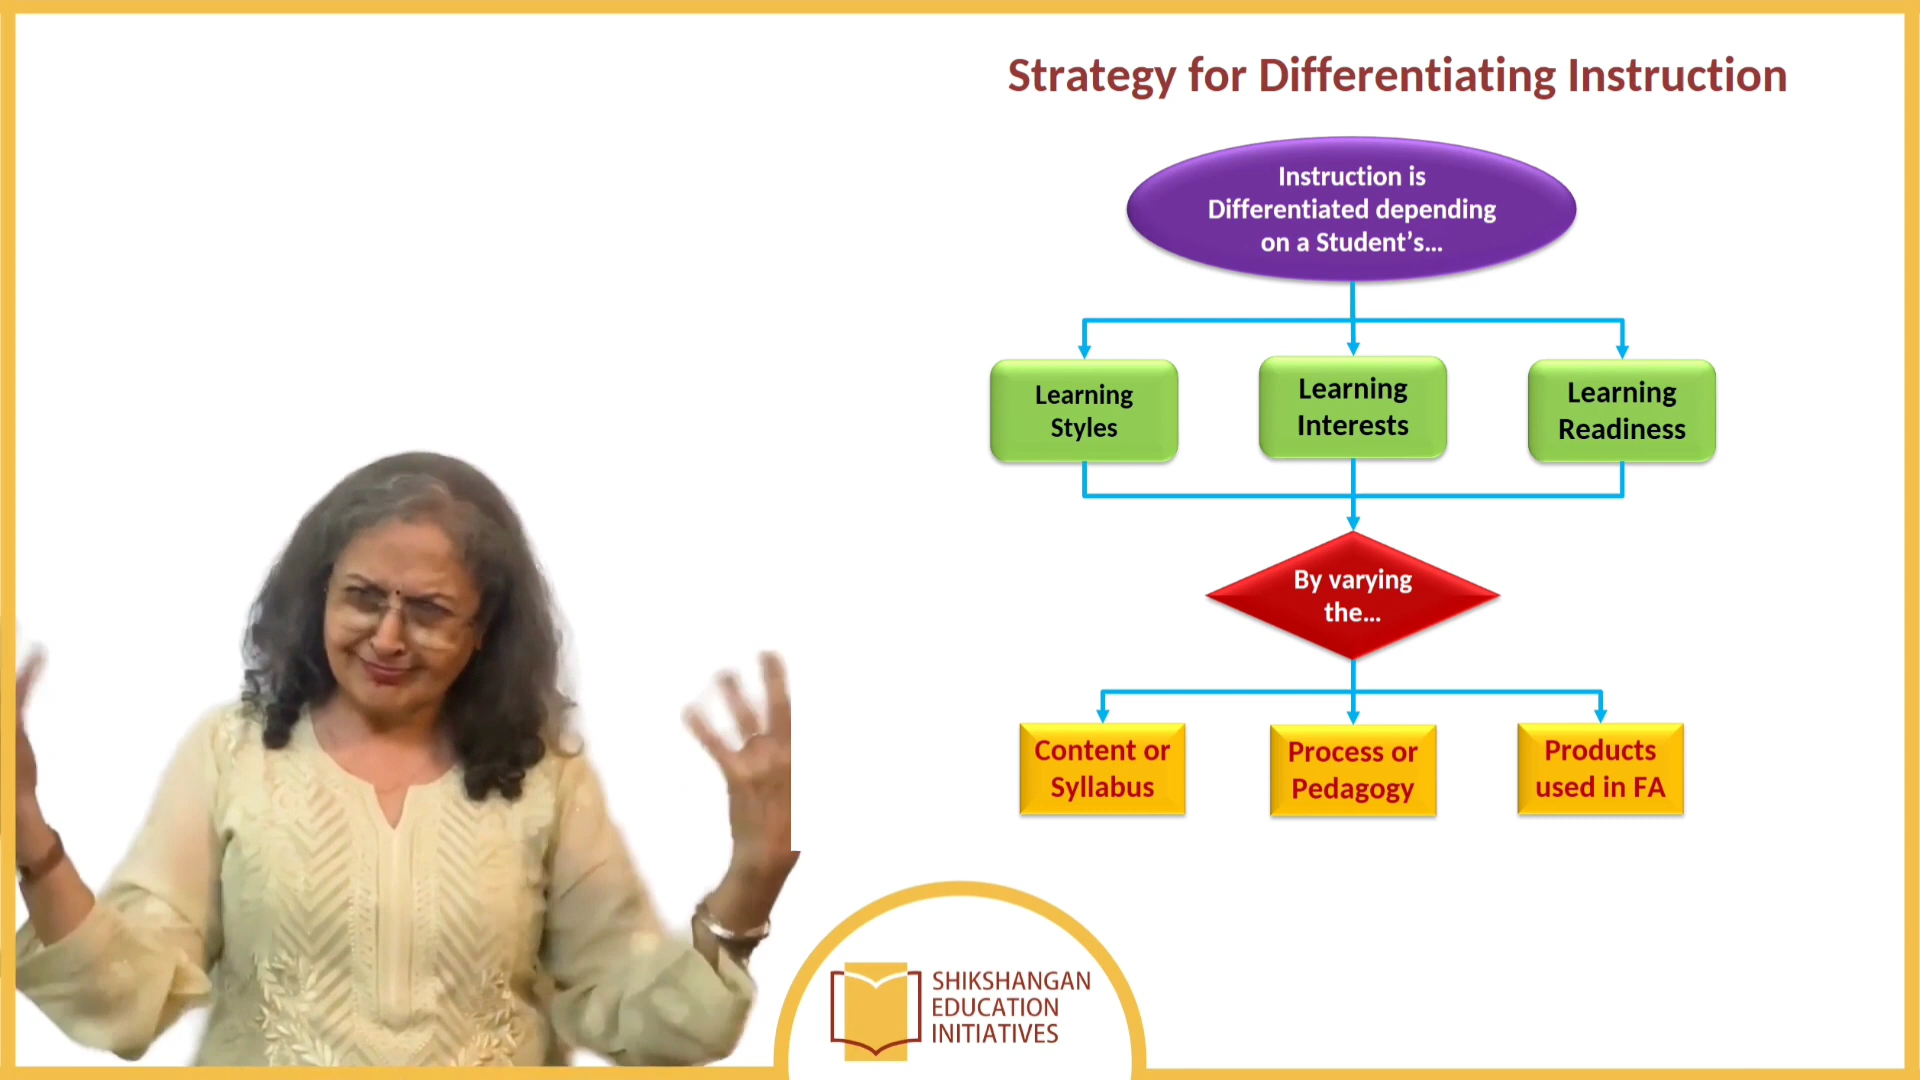 Strategy for Differentiating Instruction
Instruction is
Differentiated depending
on a Student’s...
Learning
Styles
Learning
Interests
Learning
Readiness
By varying
the...
Content or
Syllabus
Process or
Pedagogy
Products
used in FA
SHIKSHANGAN
EDUCATION
INITIATIVES